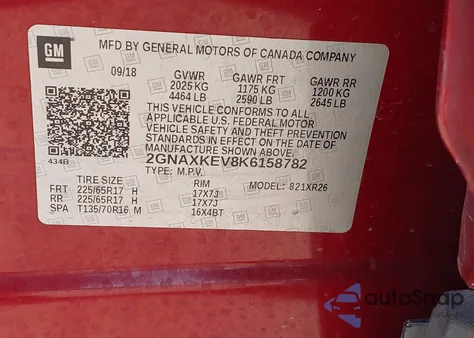 GM
MFD BY GENERAL MOTORS OF CANADA COMPANY
09/18 GVWR GAWR FRT GAWR RR
2025 KG 1175 KG 1200 KG
4464 LB 2590 LB 2645 LB
THIS VEHICLE CONFORMS TO ALL
APPLICABLE U.S. FEDERAL MOTOR
VEHICLE SAFETY AND THEFT PREVENTION
STANDARDS IN EFFECT ON THE DATE OF
MANUFACTURE SHOWN ABOVE.
2GNAXKEV8K6158782
434B TYPE: M.P.V. MODEL: 821XR26
TIRE SIZE RIM
FRT 225/65R17 H 17X7J
RR 225/65R17 H 17X7J
SPA T135/70R16 M 16X4BT
autoSnap